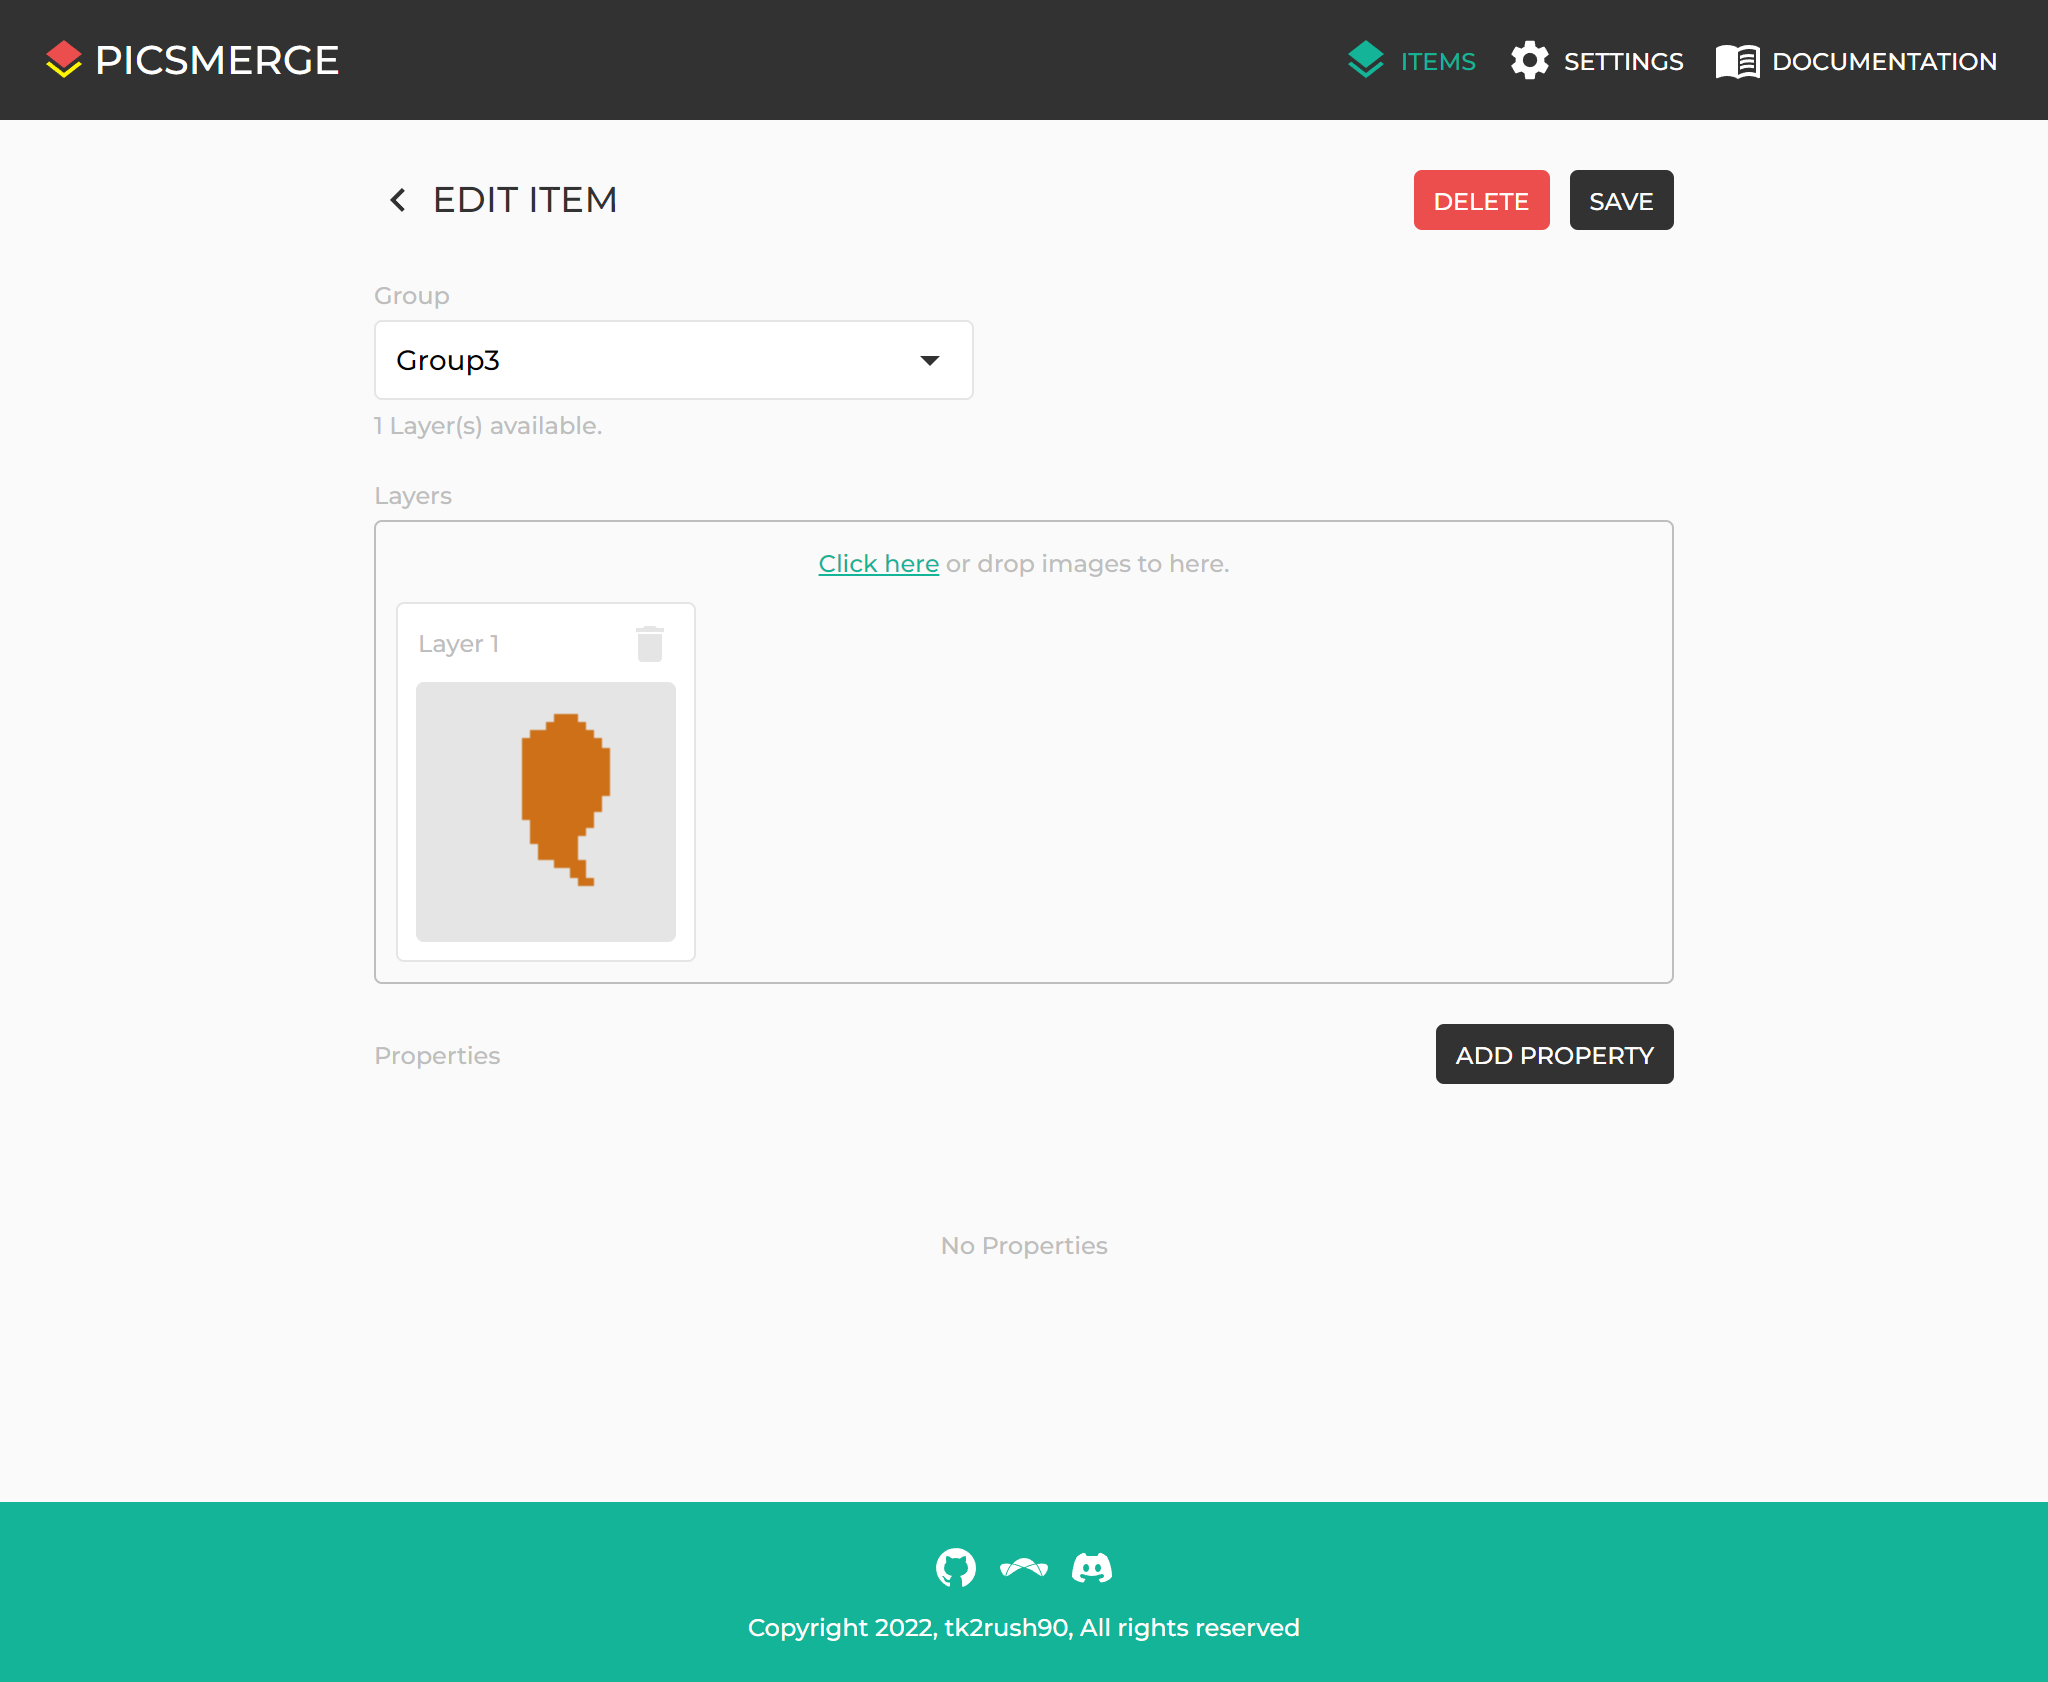 PICSMERGE
ITEMS
SETTINGS
DOCUMENTATION
EDIT ITEM
DELETE
SAVE
Group
Group3
1 Layer(s) available.
Layers
Click here or drop images to here.
Layer 1
Properties
ADD PROPERTY
No Properties
Copyright 2022, tk2rush90, All rights reserved